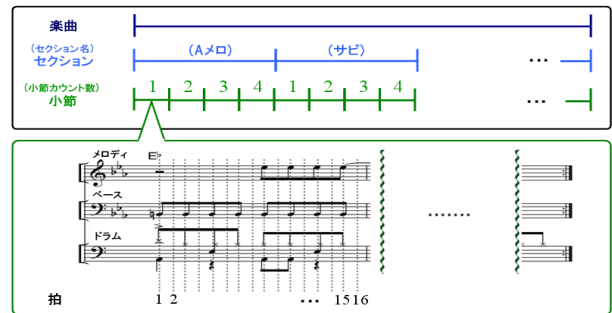 楽曲
(セクション名) (Aメロ) (サビ)
セクション ...
(小節カウント数) 1 2 3 4 1 2 3 4
小節 ...
メロディ E♭
ベース
.......
ドラム
拍 1 2 ... 15 16